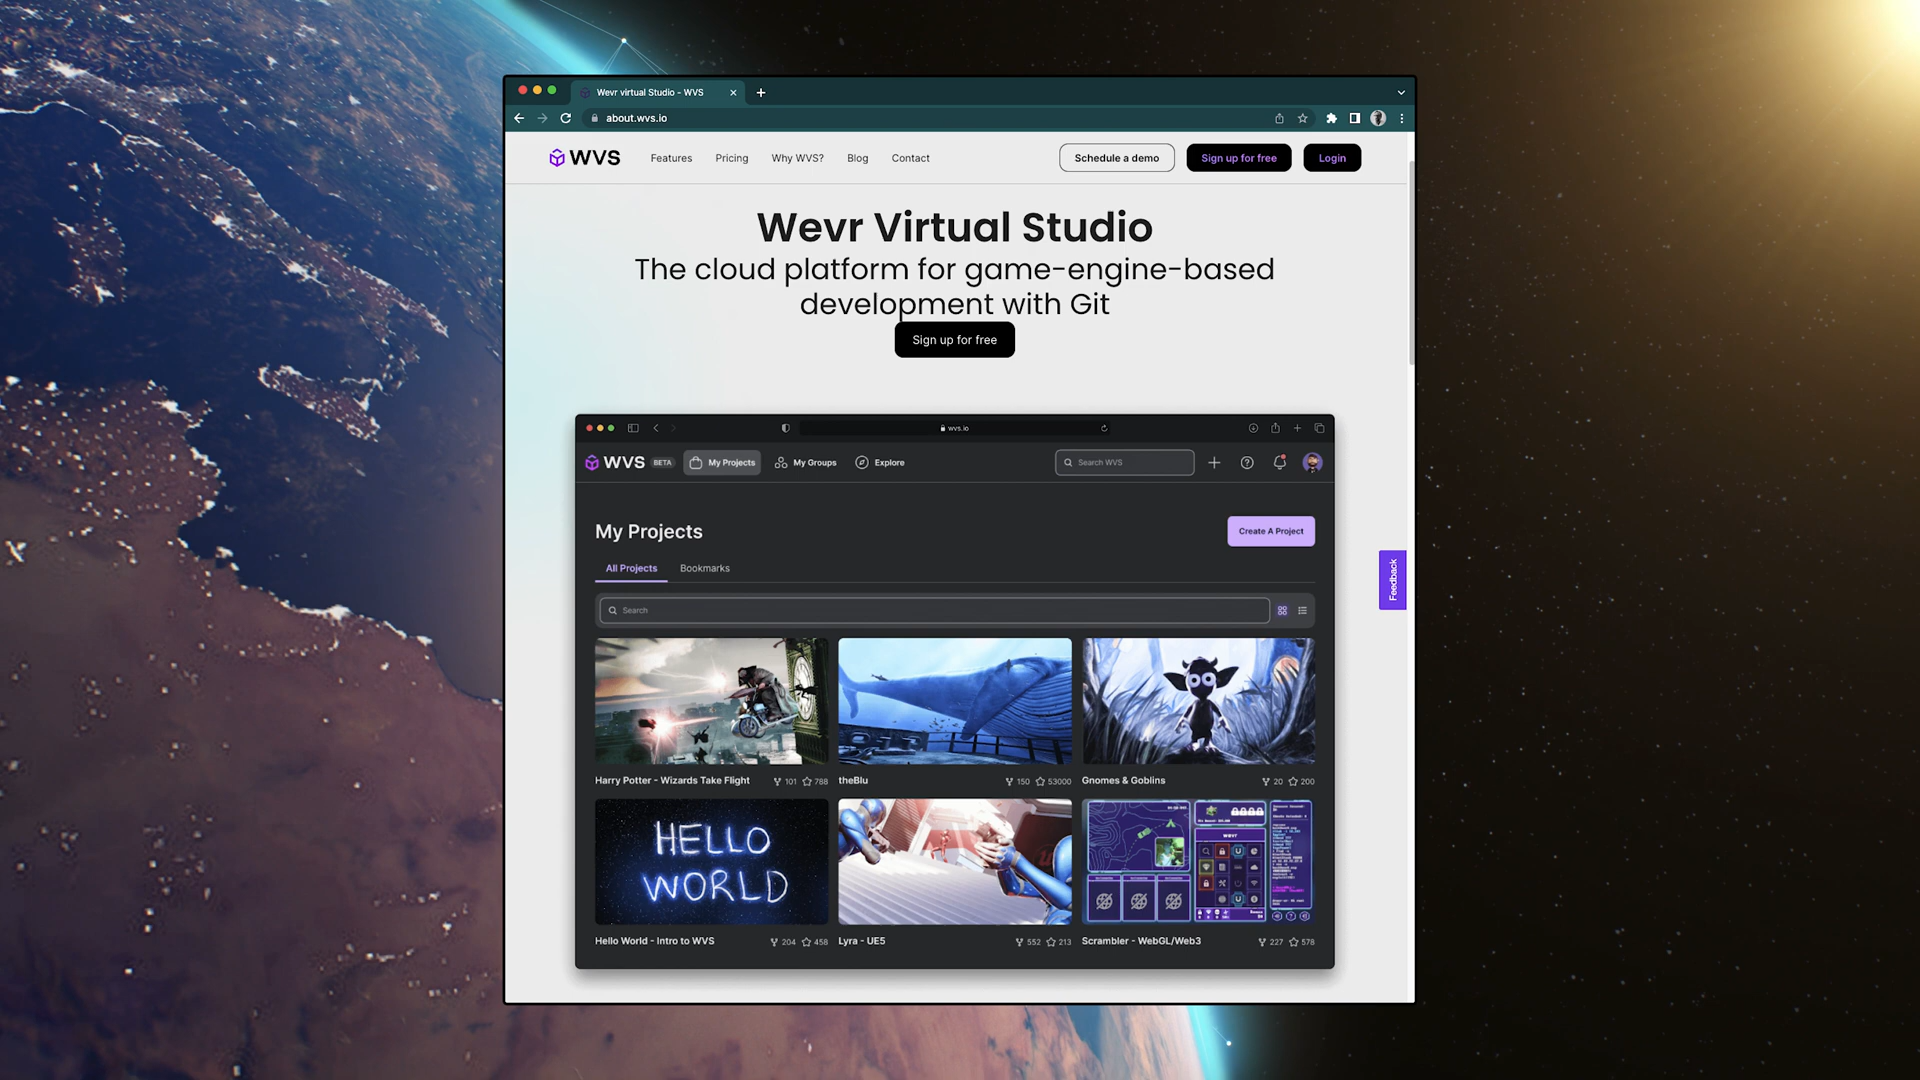 Wevr virtual Studio - WVS
about.wvs.io
WVS
Features
Pricing
Why WVS?
Blog
Contact
Schedule a demo
Sign up for free
Login
Wevr Virtual Studio
The cloud platform for game-engine-based
development with Git
Sign up for free
wvs.io
WVS BETA
My Projects
My Groups
Explore
Search WVS
My Projects
Create A Project
All Projects
Bookmarks
Search
Feedback
Harry Potter - Wizards Take Flight
101
788
theBlu
150
53000
Gnomes & Goblins
20
200
HELLO
WORLD
WEVR
Hello World - Intro to WVS
204
458
Lyra - UE5
552
213
Scrambler - WebGL/Web3
227
578